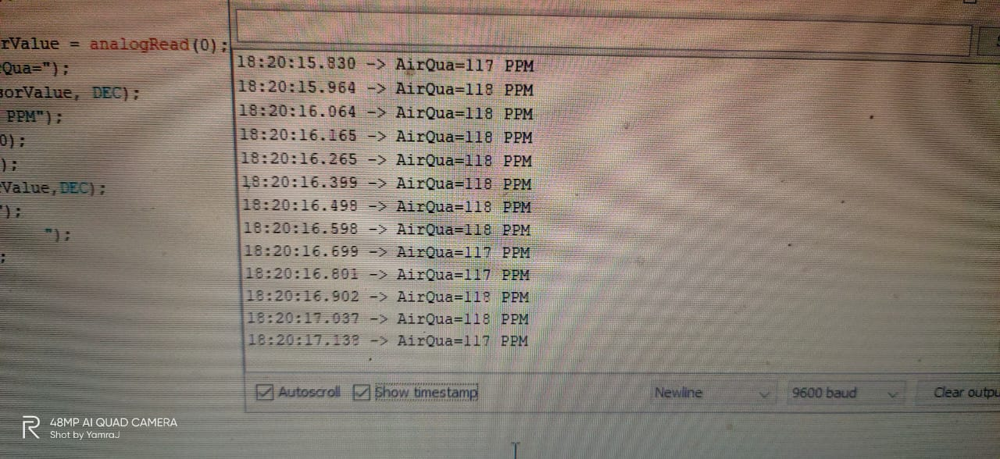 rValue = analogRead(0);
Qua=");
sorValue, DEC);
PPM");
0);
);
Value,DEC);
");
");
;
18:20:15.830 -> AirQua=117 PPM
18:20:15.964 -> AirQua=118 PPM
18:20:16.064 -> AirQua=118 PPM
18:20:16.165 -> AirQua=118 PPM
18:20:16.265 -> AirQua=118 PPM
18:20:16.399 -> AirQua=118 PPM
18:20:16.498 -> AirQua=118 PPM
18:20:16.598 -> AirQua=118 PPM
18:20:16.699 -> AirQua=117 PPM
18:20:16.801 -> AirQua=117 PPM
18:20:16.902 -> AirQua=118 PPM
18:20:17.037 -> AirQua=118 PPM
18:20:17.138 -> AirQua=117 PPM
Autoscroll Show timestamp Newline 9600 baud Clear outpu
R 48MP AI QUAD CAMERA
Shot by YamraJ